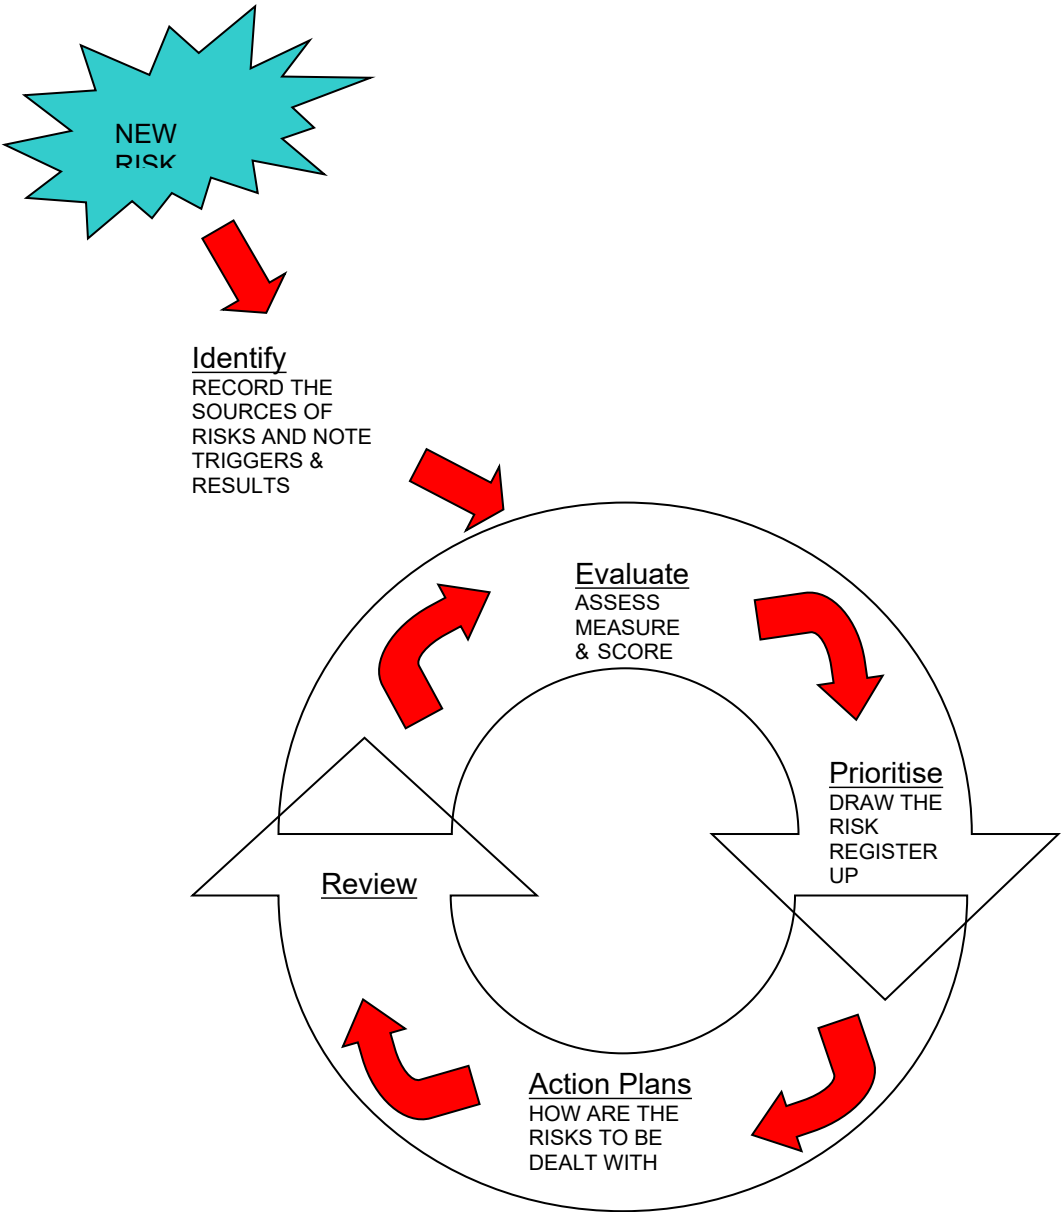 NEW
RISK
Identify
RECORD THE
SOURCES OF
RISKS AND NOTE
TRIGGERS &
RESULTS
Evaluate
ASSESS
MEASURE
& SCORE
Prioritise
DRAW THE
RISK
REGISTER
UP
Review
Action Plans
HOW ARE THE
RISKS TO BE
DEALT WITH